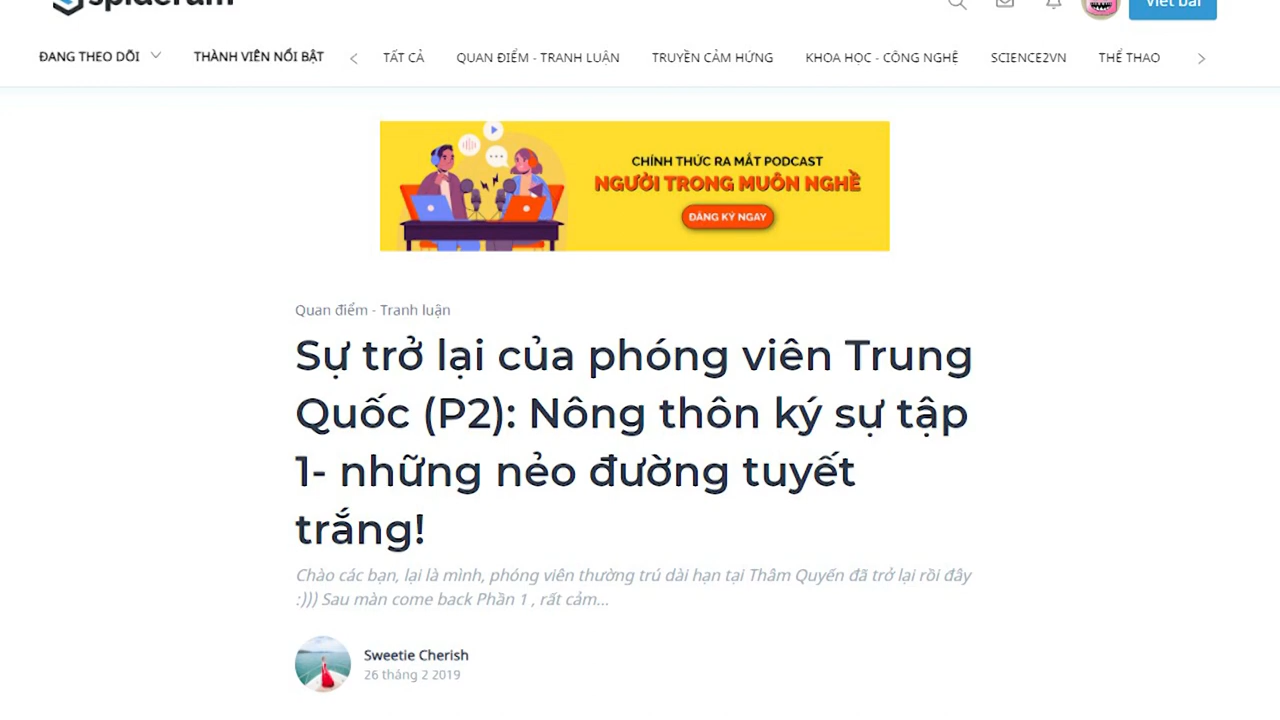 spiderum
Viết bài
ĐANG THEO DÕI THÀNH VIÊN NỔI BẬT TẤT CẢ QUAN ĐIỂM - TRANH LUẬN TRUYỀN CẢM HỨNG KHOA HỌC - CÔNG NGHỆ SCIENCE2VN THỂ THAO
CHÍNH THỨC RA MẮT PODCAST
NGƯỜI TRONG MUÔN NGHỀ
ĐĂNG KÝ NGAY
Quan điểm - Tranh luận
Sự trở lại của phóng viên Trung
Quốc (P2): Nông thôn ký sự tập
1- những nẻo đường tuyết
trắng!
Chào các bạn, lại là mình, phóng viên thường trú dài hạn tại Thâm Quyến đã trở lại rồi đây
:))) Sau màn come back Phần 1 , rất cảm...
Sweetie Cherish
26 tháng 2 2019